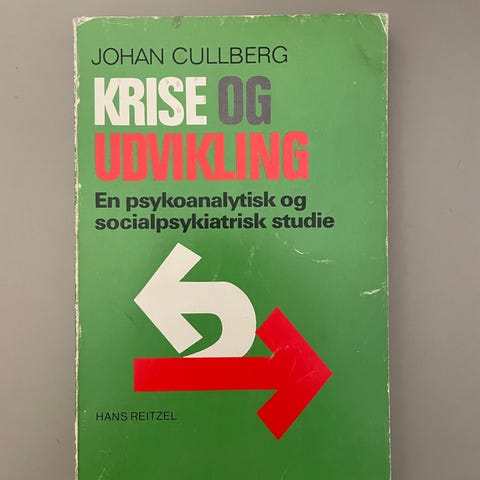 JOHAN CULLBERG
KRISE OG
UDVIKLING
En psykoanalytisk og
socialpsykiatrisk studie
HANS REITZEL